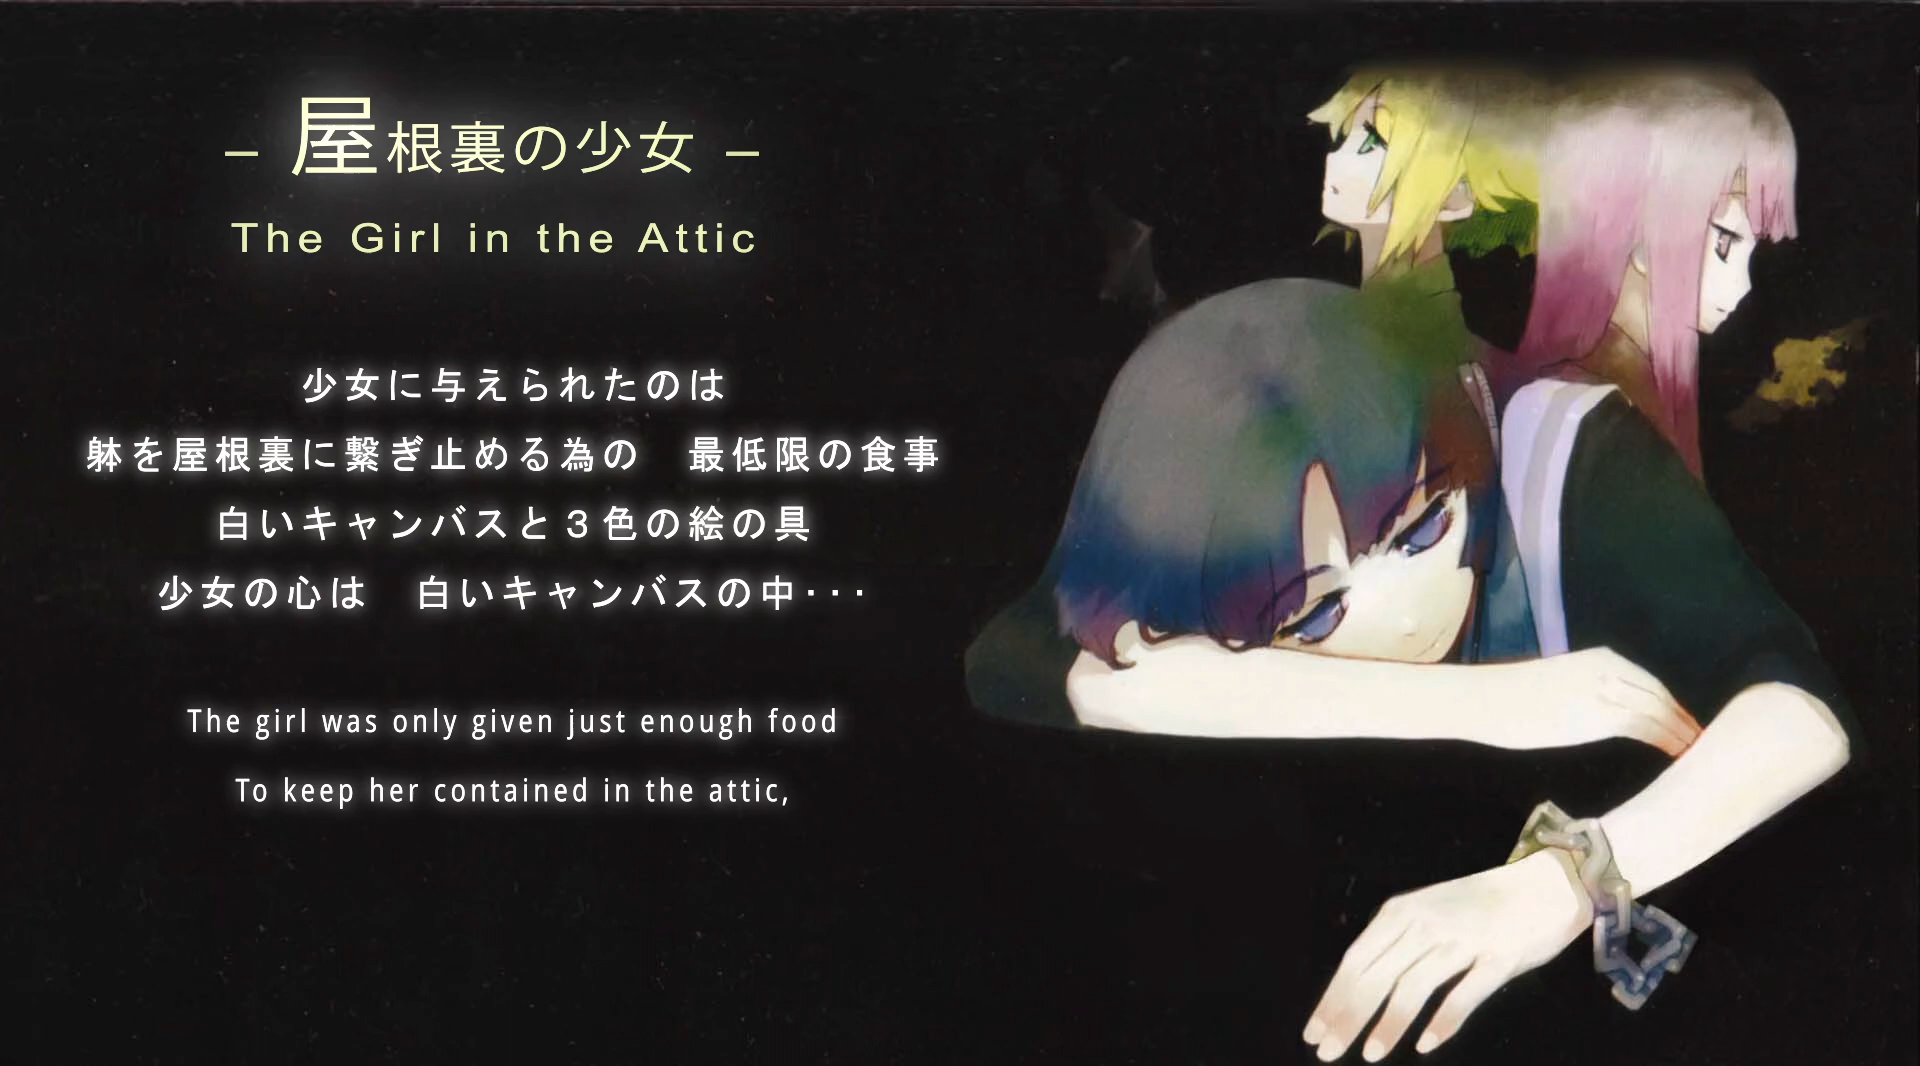 – 屋根裏の少女 –
The Girl in the Attic
少女に与えられたのは
躰を屋根裏に繋ぎ止める為の　最低限の食事
白いキャンバスと３色の絵の具
少女の心は　白いキャンバスの中･･･
The girl was only given just enough food
To keep her contained in the attic,